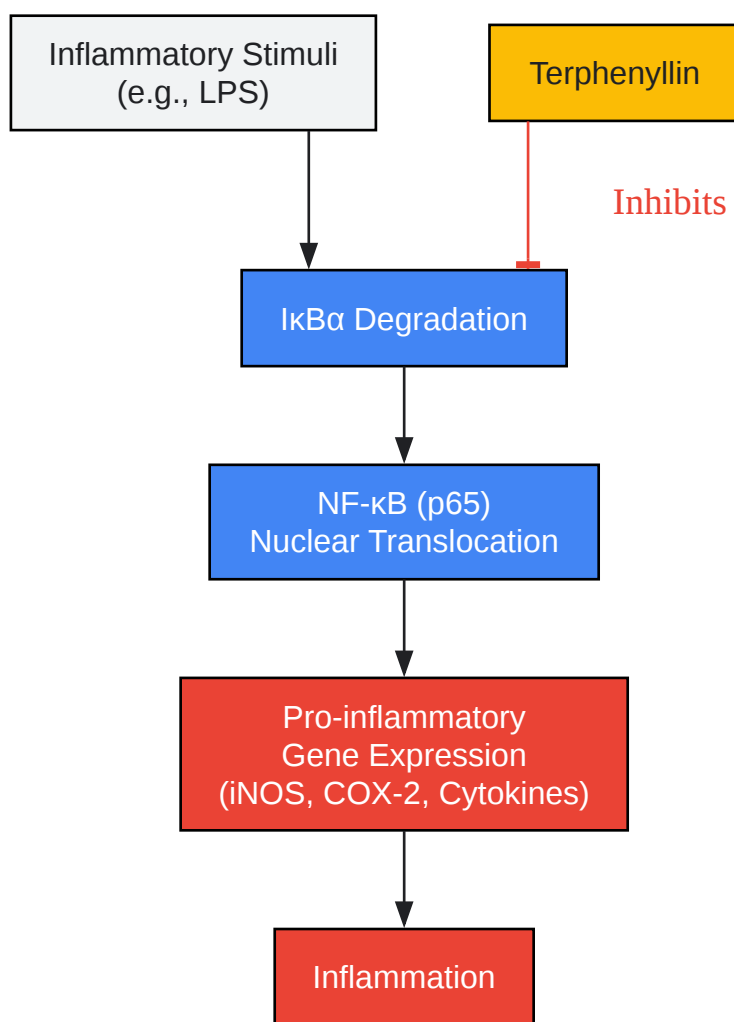 Inflammatory Stimuli
(e.g., LPS)
Terphenyllin
Inhibits
IκBα Degradation
NF-κB (p65)
Nuclear Translocation
Pro-inflammatory
Gene Expression
(iNOS, COX-2, Cytokines)
Inflammation